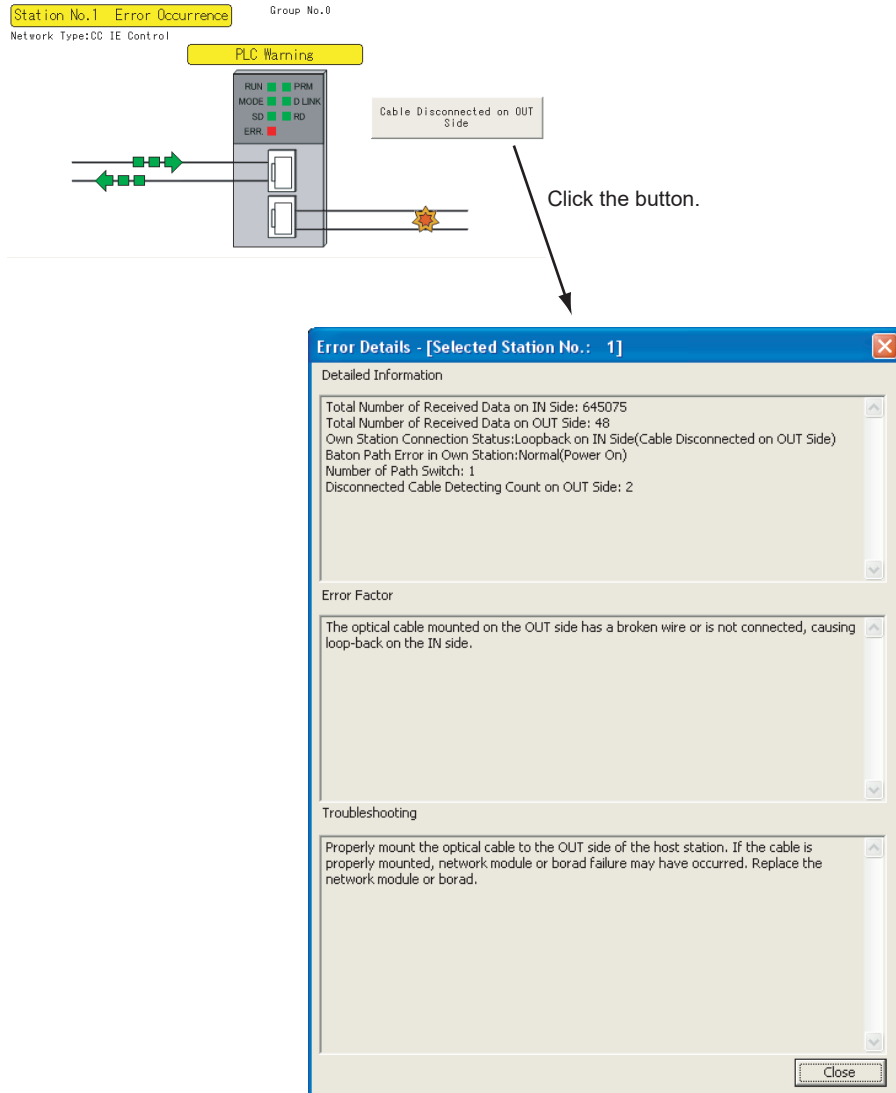 Station No.1  Error Occurrence
Group No.0
Network Type:CC IE Control
PLC Warning
RUN PRM
MODE D LINK
SD RD
ERR.
Cable Disconnected on OUT
Side
Click the button.
Error Details - [Selected Station No.:   1]
Detailed Information
Total Number of Received Data on IN Side: 645075
Total Number of Received Data on OUT Side: 48
Own Station Connection Status:Loopback on IN Side(Cable Disconnected on OUT Side)
Baton Path Error in Own Station:Normal(Power On)
Number of Path Switch: 1
Disconnected Cable Detecting Count on OUT Side: 2
Error Factor
The optical cable mounted on the OUT side has a broken wire or is not connected, causing
loop-back on the IN side.
Troubleshooting
Properly mount the optical cable to the OUT side of the host station. If the cable is
properly mounted, network module or borad failure may have occurred. Replace the
network module or borad.
Close